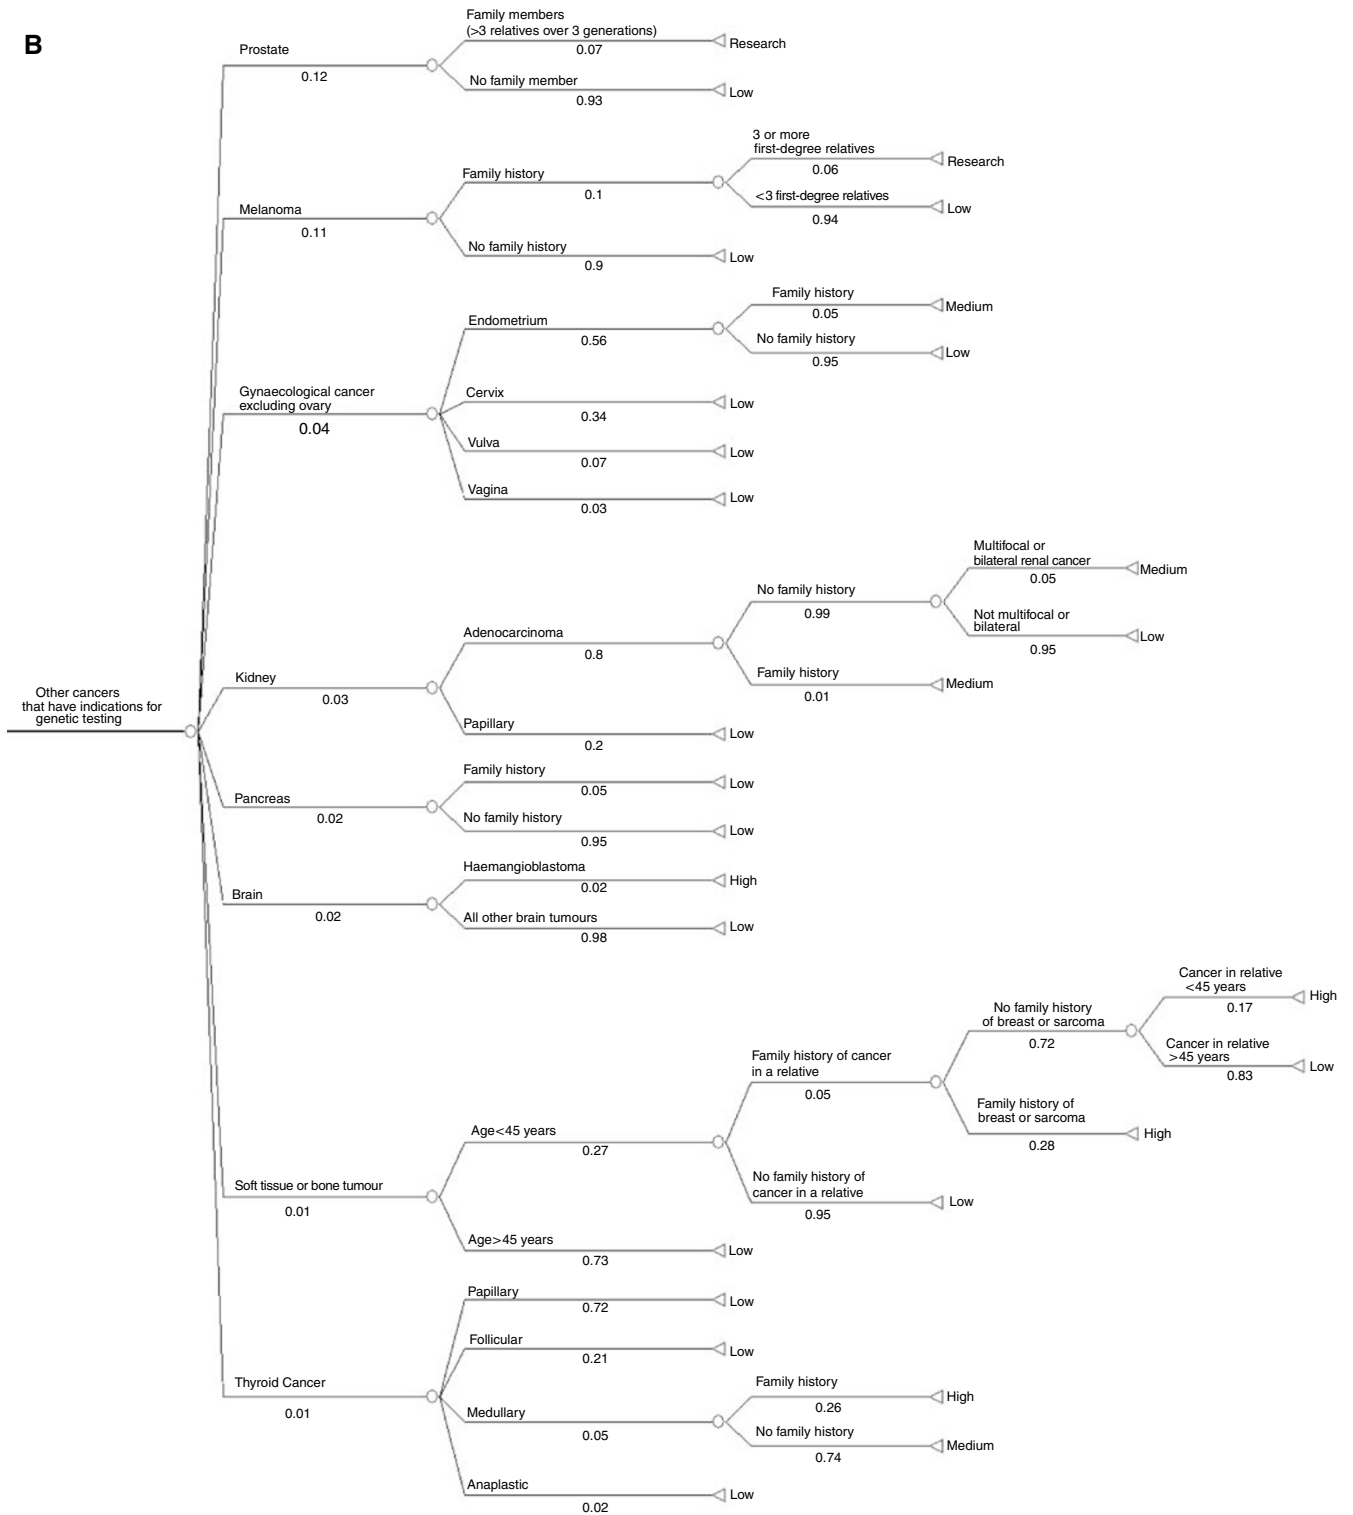 B
Family members
(>3 relatives over 3 generations)
0.07
Research
Prostate
0.12
No family member
0.93
Low
3 or more
first-degree relatives
0.06
Research
Family history
0.1
<3 first-degree relatives
0.94
Low
Melanoma
0.11
No family history
0.9
Low
Family history
0.05
Medium
Endometrium
0.56
No family history
0.95
Low
Gynaecological cancer
excluding ovary
0.04
Cervix
0.34
Low
Vulva
0.07
Low
Vagina
0.03
Low
Multifocal or
bilateral renal cancer
0.05
Medium
No family history
0.99
Not multifocal or
bilateral
0.95
Low
Adenocarcinoma
0.8
Family history
0.01
Medium
Kidney
0.03
Papillary
0.2
Low
Other cancers
that have indications for
genetic testing
Family history
0.05
Low
Pancreas
0.02
No family history
0.95
Low
Haemangioblastoma
0.02
High
Brain
0.02
All other brain tumours
0.98
Low
Cancer in relative
<45 years
0.17
High
No family history
of breast or sarcoma
0.72
Cancer in relative
>45 years
0.83
Low
Family history of cancer
in a relative
0.05
Family history of
breast or sarcoma
0.28
High
Age<45 years
0.27
No family history of
cancer in a relative
0.95
Low
Soft tissue or bone tumour
0.01
Age>45 years
0.73
Low
Papillary
0.72
Low
Follicular
0.21
Low
Thyroid Cancer
0.01
Family history
0.26
High
Medullary
0.05
No family history
0.74
Medium
Anaplastic
0.02
Low